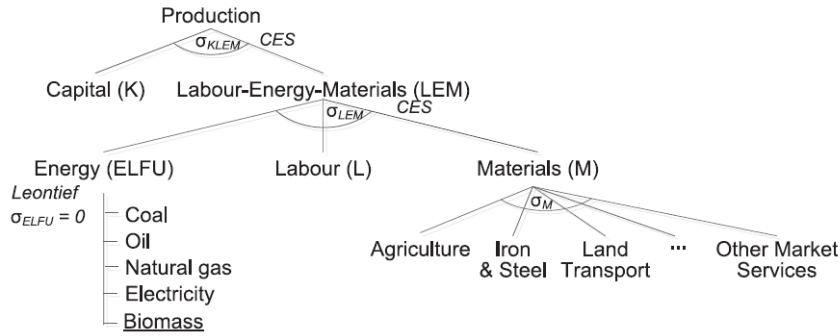 Production
σKLEM CES
Capital (K) Labour-Energy-Materials (LEM)
σLEM CES
Energy (ELFU) Labour (L) Materials (M)
Leontief
σELFU = 0
Coal
Oil
Natural gas
Electricity
Biomass
σM
Agriculture Iron & Steel Land Transport ... Other Market Services